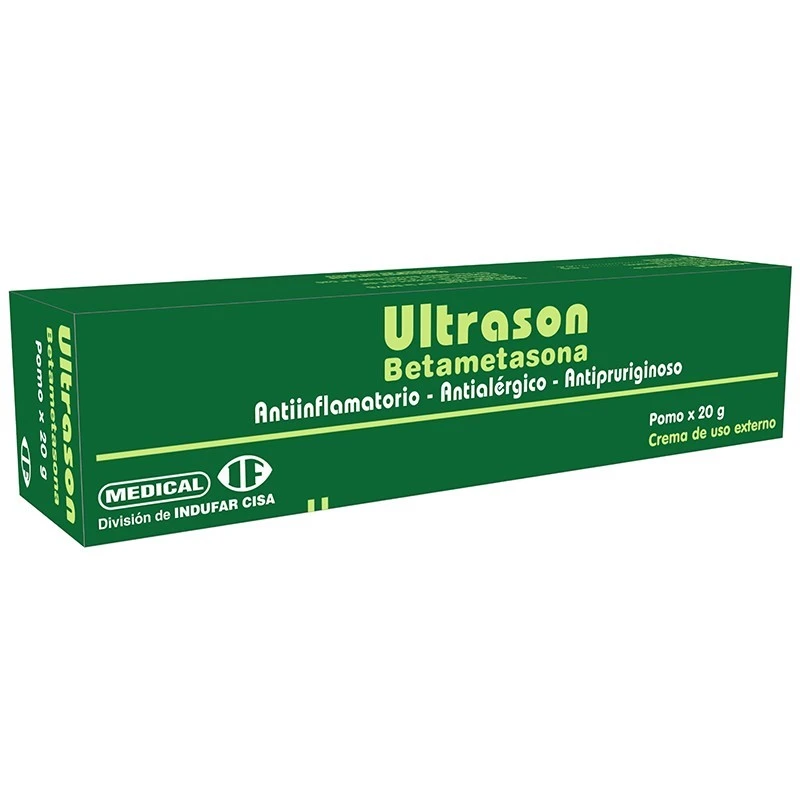 Ultrason
Betametasona
Antiinflamatorio - Antialérgico - Antipruriginoso
Pomo x 20 g
Crema de uso externo
MEDICAL
División de INDUFAR CISA
Ultrason
Betametasona
Pomo x 20 g